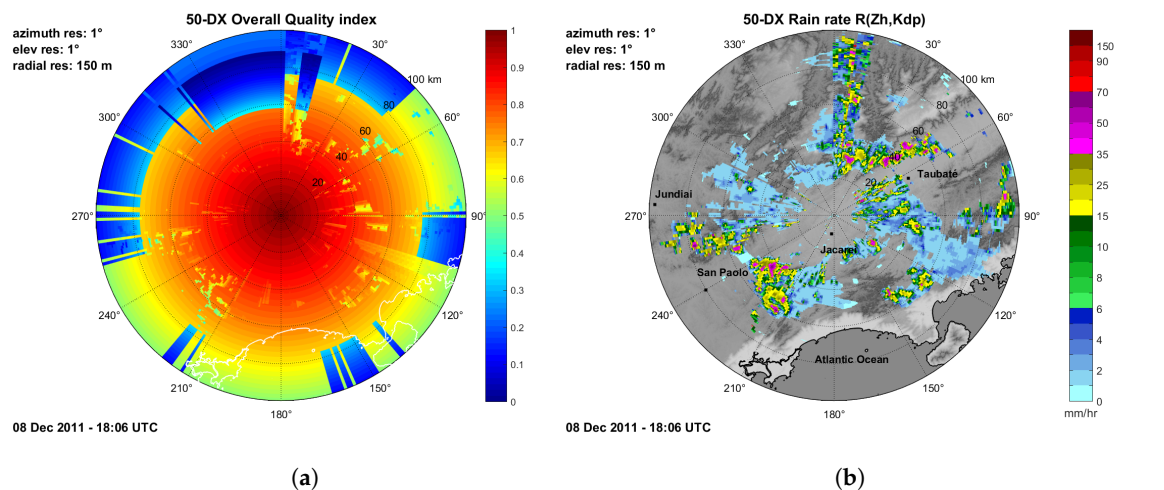 50-DX Overall Quality index
azimuth res: 1°
elev res: 1°
radial res: 150 m
330°
30°
100 km
80
60
40
20
300°
60°
270°
90°
240°
120°
210°
150°
180°
1
0.9
0.8
0.7
0.6
0.5
0.4
0.3
0.2
0.1
0
08 Dec 2011 - 18:06 UTC
(a)
50-DX Rain rate R(Zh,Kdp)
azimuth res: 1°
elev res: 1°
radial res: 150 m
330°
30°
100 km
80
60
40
20
300°
60°
Taubaté
Jundiai
270°
90°
Jacarei
San Paolo
240°
120°
Atlantic Ocean
210°
150°
180°
150
90
70
50
35
25
15
10
8
6
4
2
0
mm/hr
08 Dec 2011 - 18:06 UTC
(b)